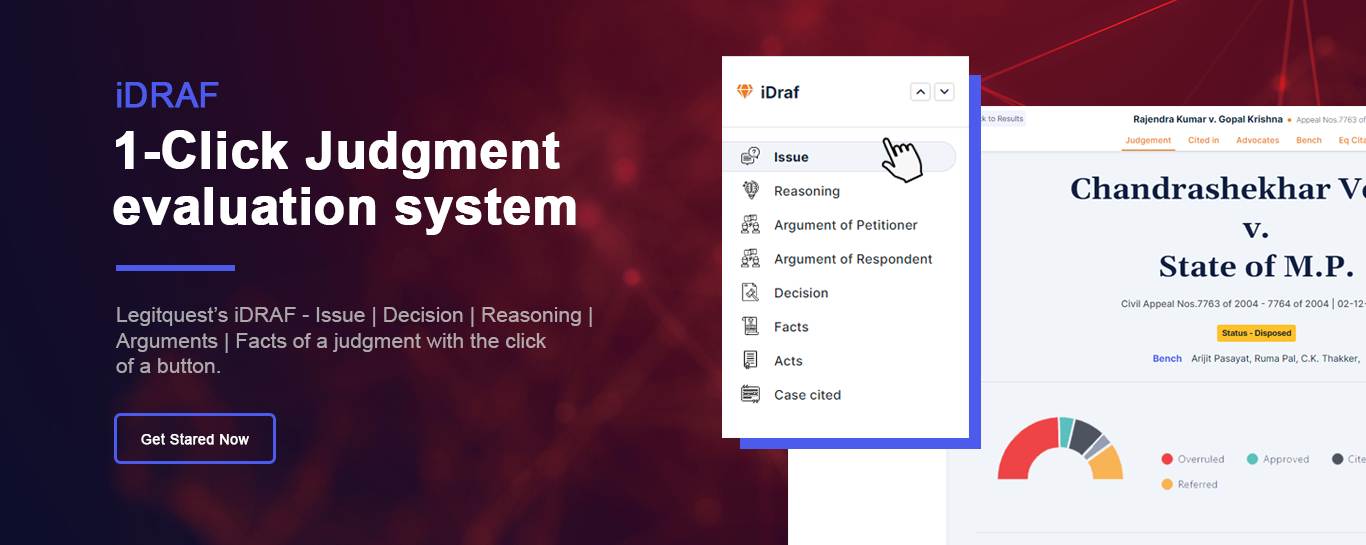 iDRAF
1-Click Judgment
evaluation system
Legitquest's iDRAF - Issue | Decision | Reasoning |
Arguments | Facts of a judgment with the click
of a button.
Get Stared Now
iDraf
Issue
Reasoning
Argument of Petitioner
Argument of Respondent
Decision
Facts
Acts
Case cited
to Results
Rajendra Kumar v. Gopal Krishna • Appeal Nos.7763 of
Judgement Cited in Advocates Bench Eq
Chandrashekhar
v.
State of M.P.
Civil Appeal Nos.7763 of 2004 - 7764 of 2004 | 02-12-
Status - Disposed
Bench Arijit Pasayat, Ruma Pal, C.K. Thakker,
Overruled Approved
Referred